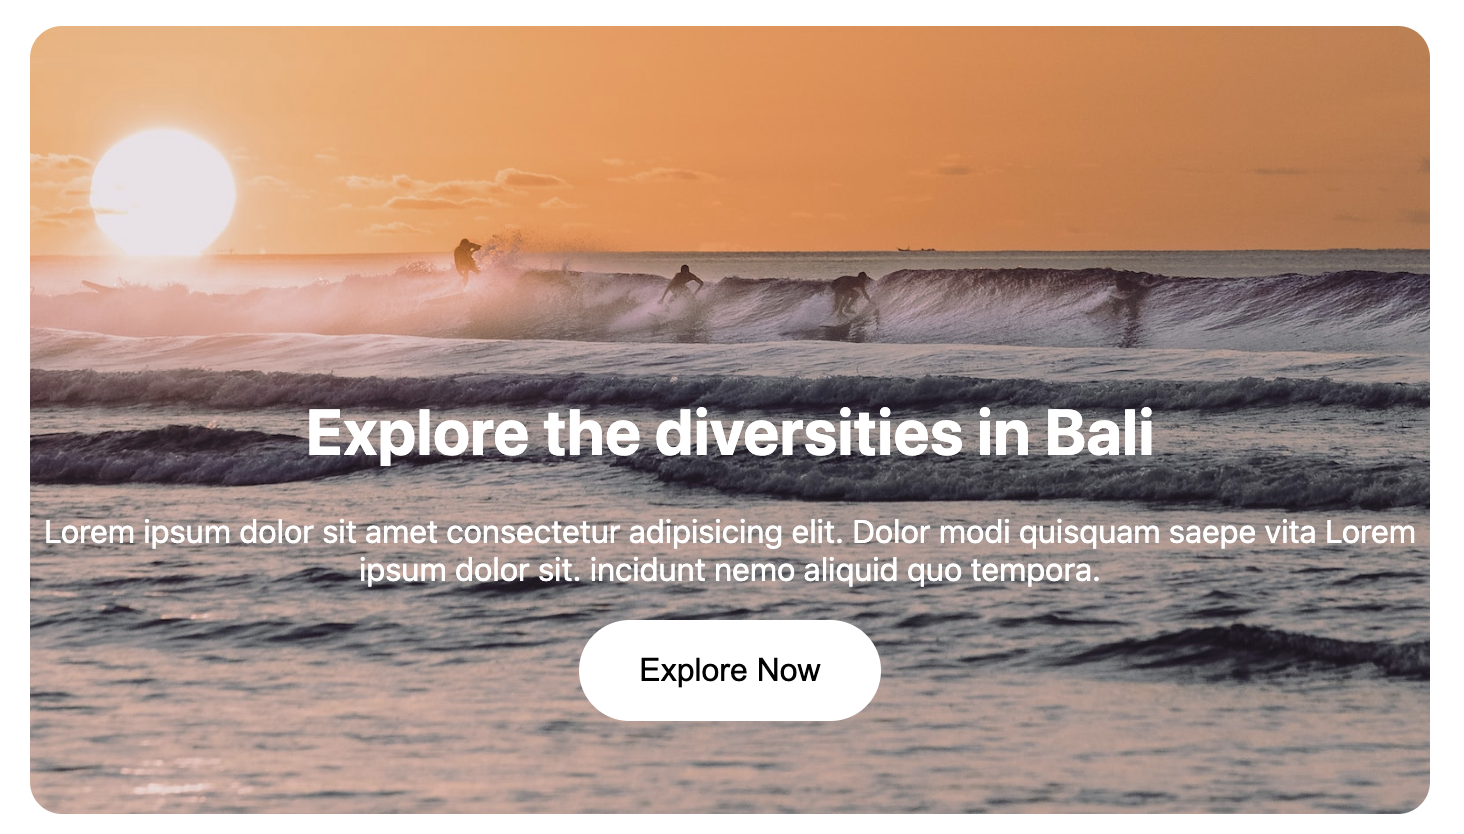 Explore the diversities in Bali
Lorem ipsum dolor sit amet consectetur adipisicing elit. Dolor modi quisquam saepe vita Lorem
ipsum dolor sit. incidunt nemo aliquid quo tempora.
Explore Now